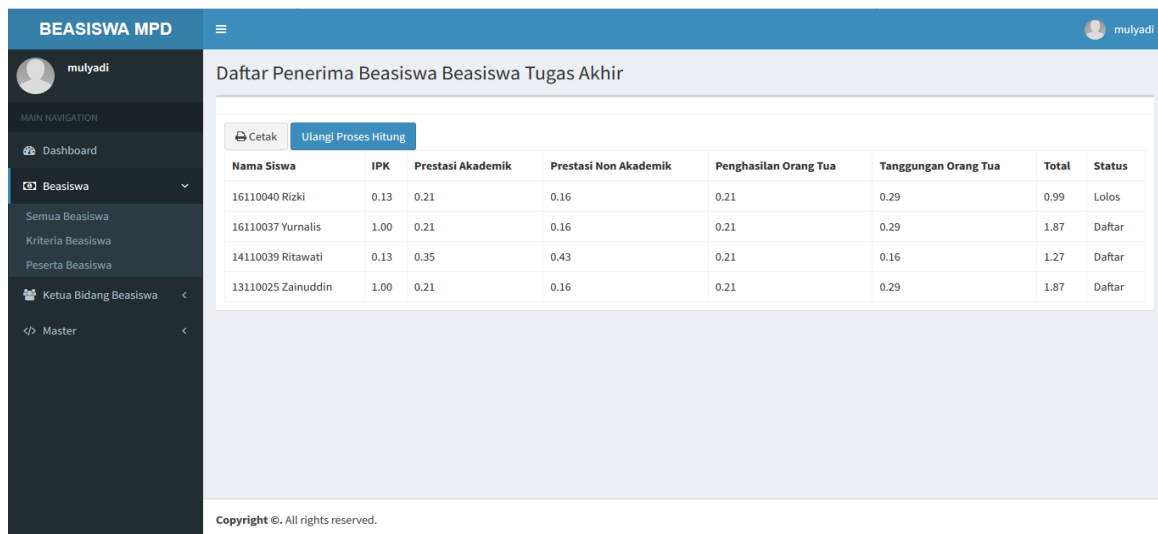 BEASISWA MPD
mulyadi
mulyadi
MAIN NAVIGATION
Dashboard
Beasiswa
Semua Beasiswa
Kriteria Beasiswa
Peserta Beasiswa
Ketua Bidang Beasiswa
Master
Daftar Penerima Beasiswa Beasiswa Tugas Akhir
Cetak Ulangi Proses Hitung
Nama Siswa IPK Prestasi Akademik Prestasi Non Akademik Penghasilan Orang Tua Tanggungan Orang Tua Total Status
16110040 Rizki 0.13 0.21 0.16 0.21 0.29 0.99 Lolos
16110037 Yurnalis 1.00 0.21 0.16 0.21 0.29 1.87 Daftar
14110039 Ritawati 0.13 0.35 0.43 0.21 0.16 1.27 Daftar
13110025 Zainuddin 1.00 0.21 0.16 0.21 0.29 1.87 Daftar
Copyright ©. All rights reserved.